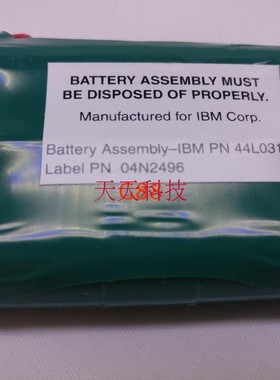 BATTERY ASSEMBLY MUST
BE DISPOSED OF PROPERLY.
Manufactured for IBM Corp.
Battery Assembly–IBM PN 44L031
Label PN 04N2496
天天科技